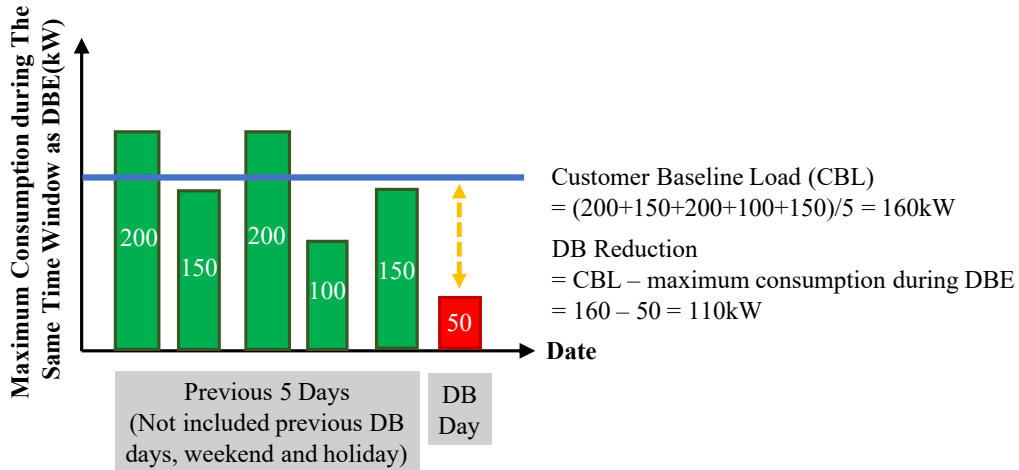 Maximum Consumption during The
Same Time Window as DBE(kW)
200
150
200
100
150
50
Customer Baseline Load (CBL)
= (200+150+200+100+150)/5 = 160kW
DB Reduction
= CBL – maximum consumption during DBE
= 160 – 50 = 110kW
Date
Previous 5 Days
(Not included previous DB
days, weekend and holiday)
DB
Day